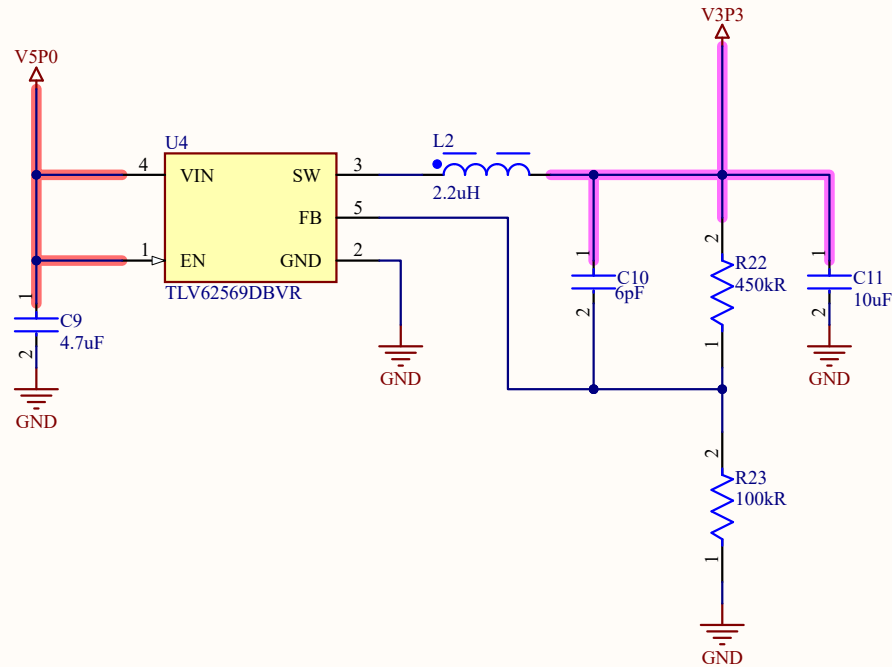 V3P3
V5P0
U4
L2
4
VIN
SW
3
2.2uH
FB
5
1
EN
GND
2
TLV62569DBVR
1
C9
4.7uF
2
GND
GND
1
C10
6pF
2
2
R22
450kR
1
1
C11
10uF
2
GND
2
R23
100kR
1
GND